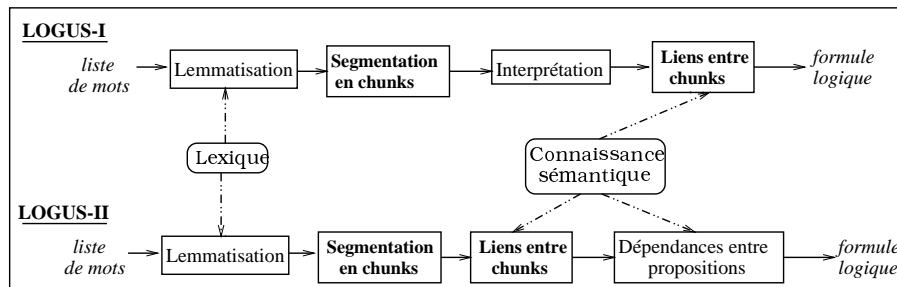 LOGUS-I
liste
de mots
Lemmatisation
Segmentation
en chunks
Interprétation
Liens entre
chunks
formule
logique
Lexique
Connaissance
sémantique
LOGUS-II
liste
de mots
Lemmatisation
Segmentation
en chunks
Liens entre
chunks
Dépendances entre
propositions
formule
logique